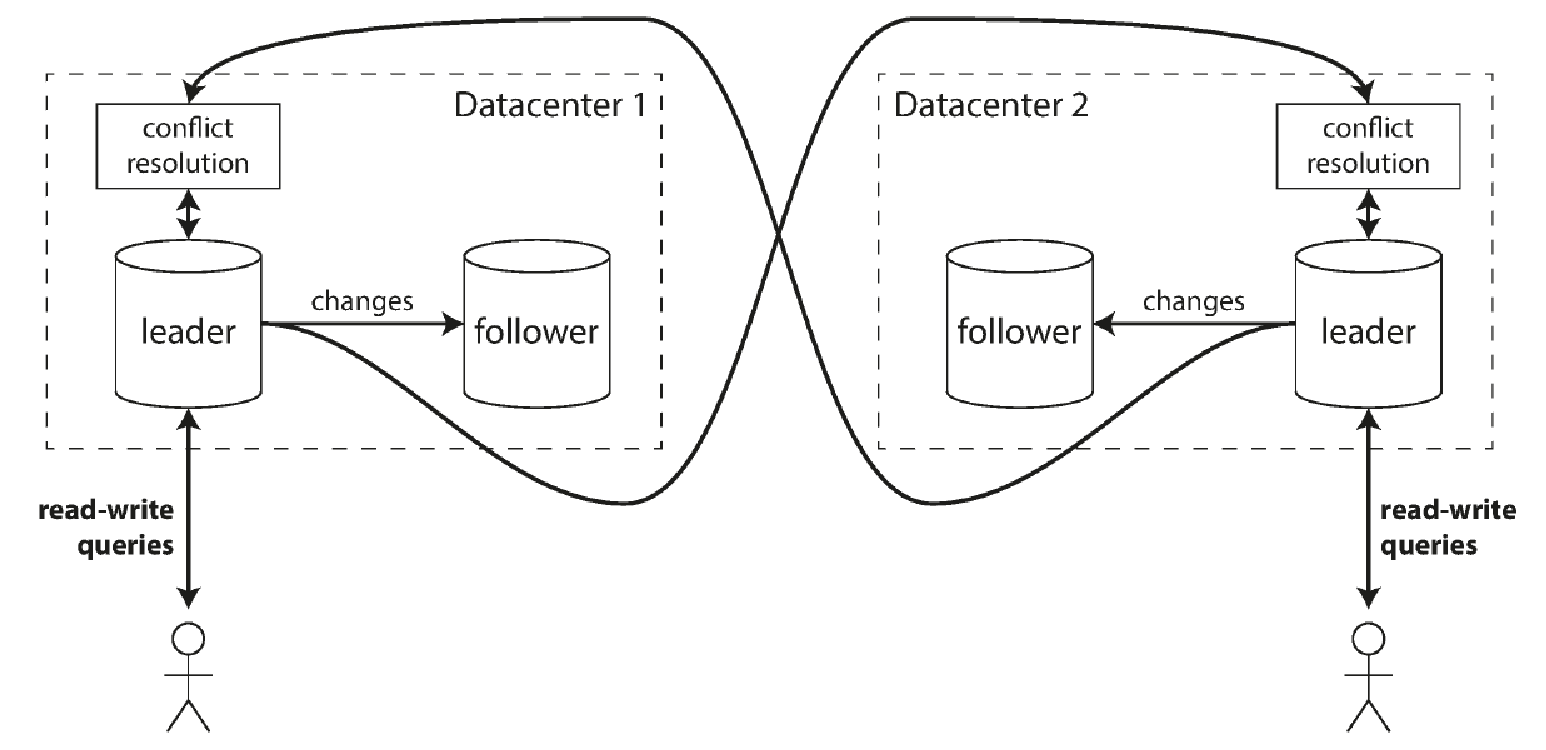 Datacenter 1
conflict
resolution
changes
leader
follower
read-write
queries
Datacenter 2
conflict
resolution
changes
follower
leader
read-write
queries